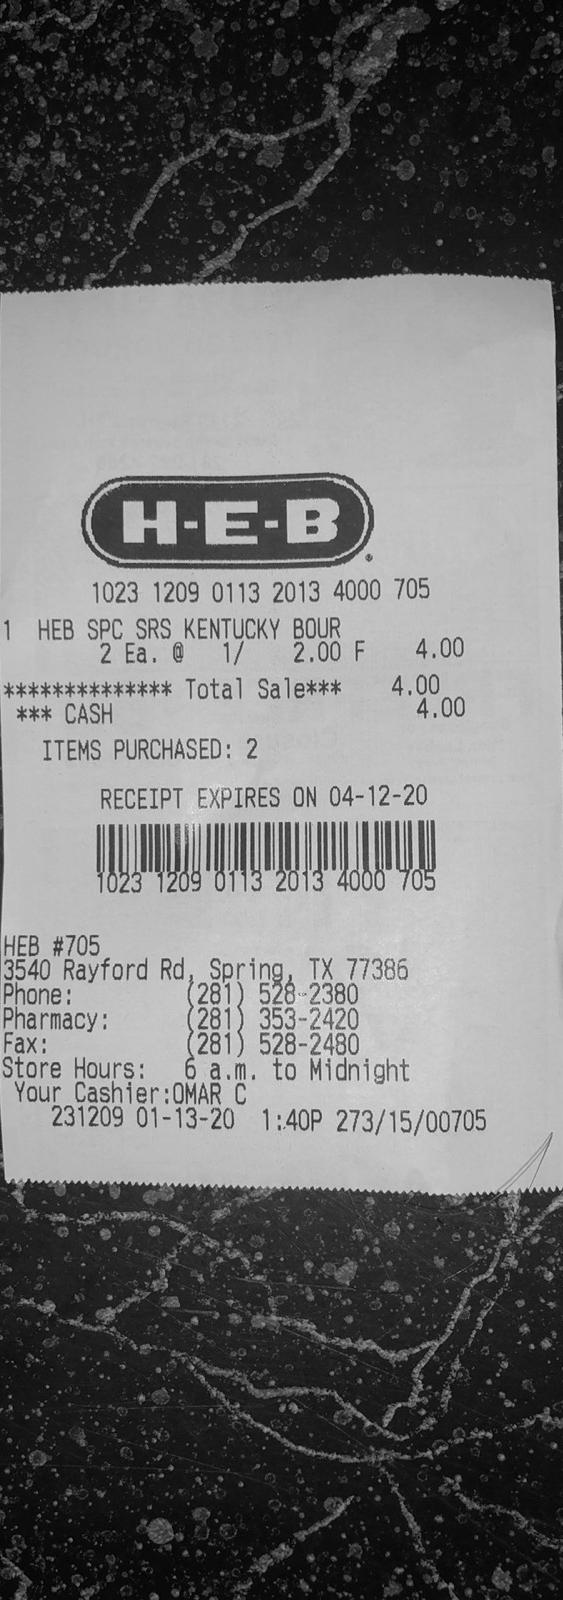 H-E-B
1023 1209 0113 2013 4000 705
1 HEB SPC SRS KENTUCKY BOUR
2 Ea. @ 1/ 2.00 F 4.00
************** Total Sale*** 4.00
*** CASH 4.00
ITEMS PURCHASED: 2
RECEIPT EXPIRES ON 04-12-20
1023 1209 0113 2013 4000 705
HEB #705
3540 Rayford Rd, Spring, TX 77386
Phone: (281) 528-2380
Pharmacy: (281) 353-2420
Fax: (281) 528-2480
Store Hours: 6 a.m. to Midnight
Your Cashier:OMAR C
231209 01-13-20 1:40P 273/15/00705